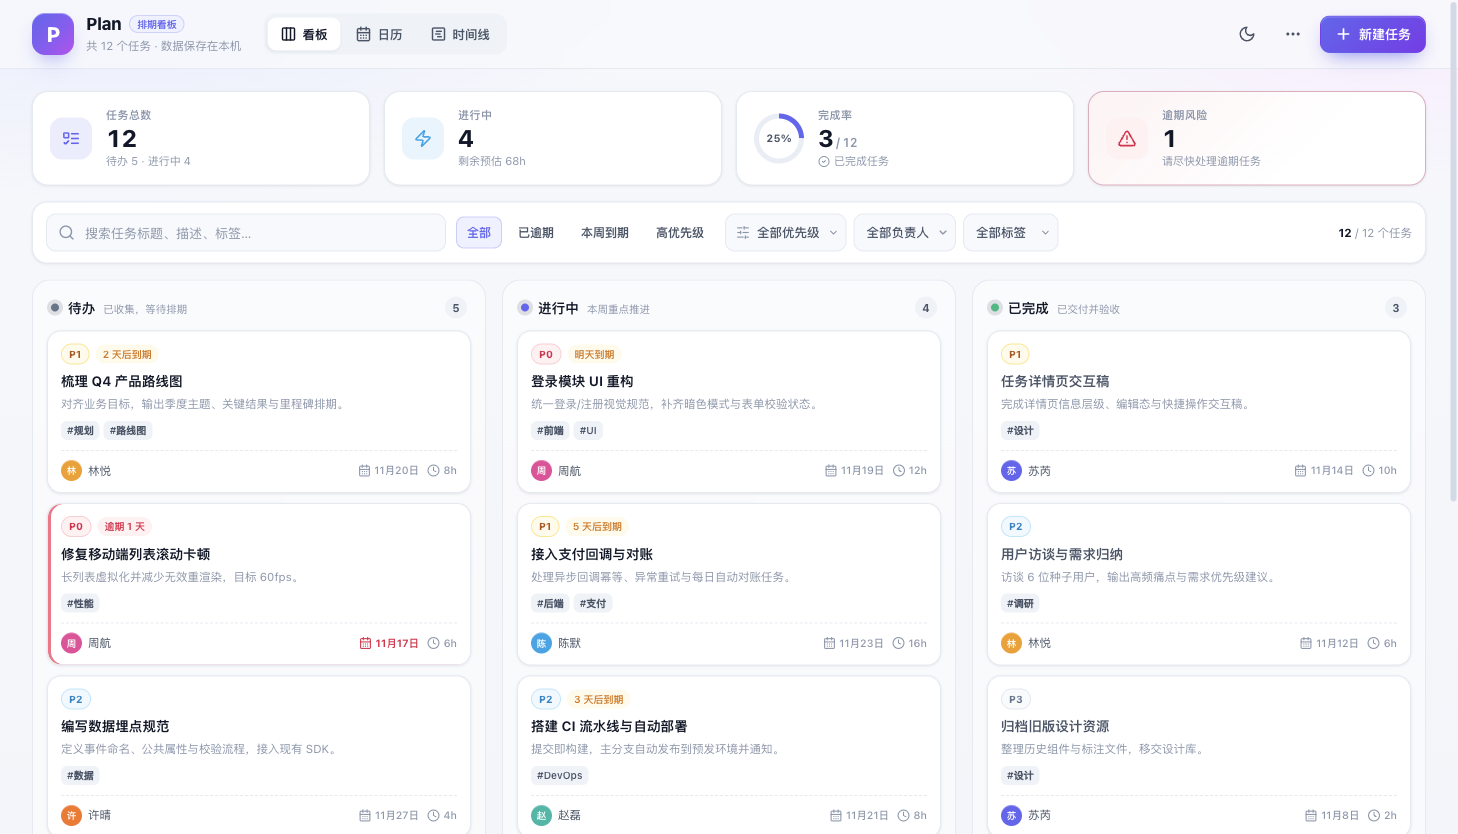 P
Plan 排期看板
共 12 个任务 · 数据保存在本机
看板 日历 时间线
新建任务
任务总数
12
待办 5 · 进行中 4
进行中
4
剩余预估 68h
25%
完成率
3 / 12
已完成任务
逾期风险
1
请尽快处理逾期任务
搜索任务标题、描述、标签...
全部 已逾期 本周到期 高优先级 全部优先级 全部负责人 全部标签
12 / 12 个任务
待办 已收集，等待排期 5
P1 2 天后到期
梳理 Q4 产品路线图
对齐业务目标，输出季度主题、关键结果与里程碑排期。
#规划 #路线图
林 林悦 11月20日 8h
P0 逾期 1 天
修复移动端列表滚动卡顿
长列表虚拟化并减少无效重渲染，目标 60fps。
#性能
周 周航 11月17日 6h
P2
编写数据埋点规范
定义事件命名、公共属性与校验流程，接入现有 SDK。
#数据
许 许晴 11月27日 4h
进行中 本周重点推进 4
P0 明天到期
登录模块 UI 重构
统一登录/注册视觉规范，补齐暗色模式与表单校验状态。
#前端 #UI
周 周航 11月19日 12h
P1 5 天后到期
接入支付回调与对账
处理异步回调幂等、异常重试与每日自动对账任务。
#后端 #支付
陈 陈默 11月23日 16h
P2 3 天后到期
搭建 CI 流水线与自动部署
提交即构建，主分支自动发布到预发环境并通知。
#DevOps
赵 赵磊 11月21日 8h
已完成 已交付并验收 3
P1
任务详情页交互稿
完成详情页信息层级、编辑态与快捷操作交互稿。
#设计
苏 苏芮 11月14日 10h
P2
用户访谈与需求归纳
访谈 6 位种子用户，输出高频痛点与需求优先级建议。
#调研
林 林悦 11月12日 6h
P3
归档旧版设计资源
整理历史组件与标注文件，移交设计库。
#设计
苏 苏芮 11月8日 2h